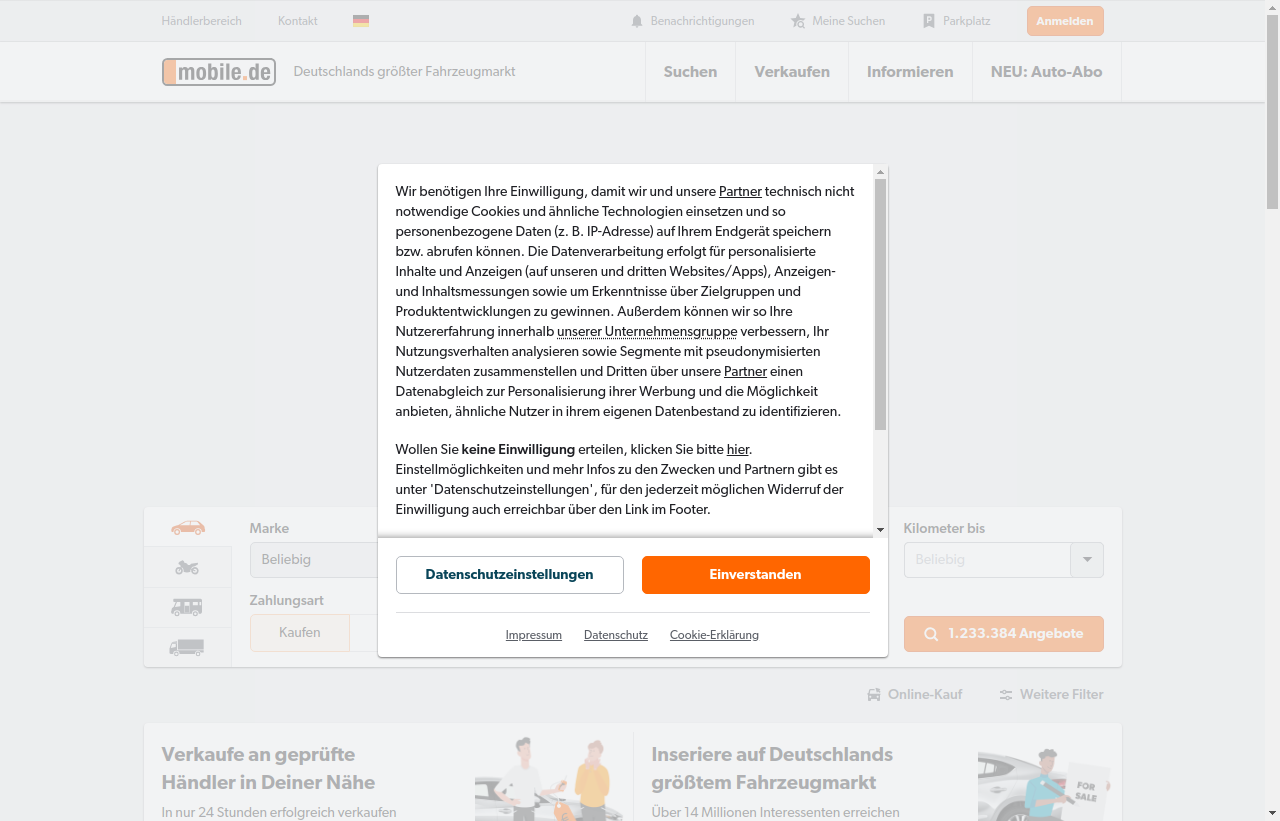 Händlerbereich
Kontakt
Benachrichtigungen
Meine Suchen
Parkplatz
Anmelden
mobile.de
Deutschlands größter Fahrzeugmarkt
Suchen
Verkaufen
Informieren
NEU: Auto-Abo
Wir benötigen Ihre Einwilligung, damit wir und unsere Partner technisch nicht
notwendige Cookies und ähnliche Technologien einsetzen und so
personenbezogene Daten (z. B. IP-Adresse) auf Ihrem Endgerät speichern
bzw. abrufen können. Die Datenverarbeitung erfolgt für personalisierte
Inhalte und Anzeigen (auf unseren und dritten Websites/Apps), Anzeigen-
und Inhaltsmessungen sowie um Erkenntnisse über Zielgruppen und
Produktentwicklungen zu gewinnen. Außerdem können wir so Ihre
Nutzererfahrung innerhalb unserer Unternehmensgruppe verbessern, Ihr
Nutzungsverhalten analysieren sowie Segmente mit pseudonymisierten
Nutzerdaten zusammenstellen und Dritten über unsere Partner einen
Datenabgleich zur Personalisierung ihrer Werbung und die Möglichkeit
anbieten, ähnliche Nutzer in ihrem eigenen Datenbestand zu identifizieren.
Wollen Sie keine Einwilligung erteilen, klicken Sie bitte hier.
Einstellmöglichkeiten und mehr Infos zu den Zwecken und Partnern gibt es
unter 'Datenschutzeinstellungen', für den jederzeit möglichen Widerruf der
Einwilligung auch erreichbar über den Link im Footer.
Datenschutzeinstellungen
Einverstanden
Impressum
Datenschutz
Cookie-Erklärung
Marke
Beliebig
Kilometer bis
Beliebig
Zahlungsart
Kaufen
1.233.384 Angebote
Online-Kauf
Weitere Filter
Verkaufe an geprüfte
Händler in Deiner Nähe
In nur 24 Stunden erfolgreich verkaufen
Inseriere auf Deutschlands
größtem Fahrzeugmarkt
Über 14 Millionen Interessenten erreichen
FOR
SALE